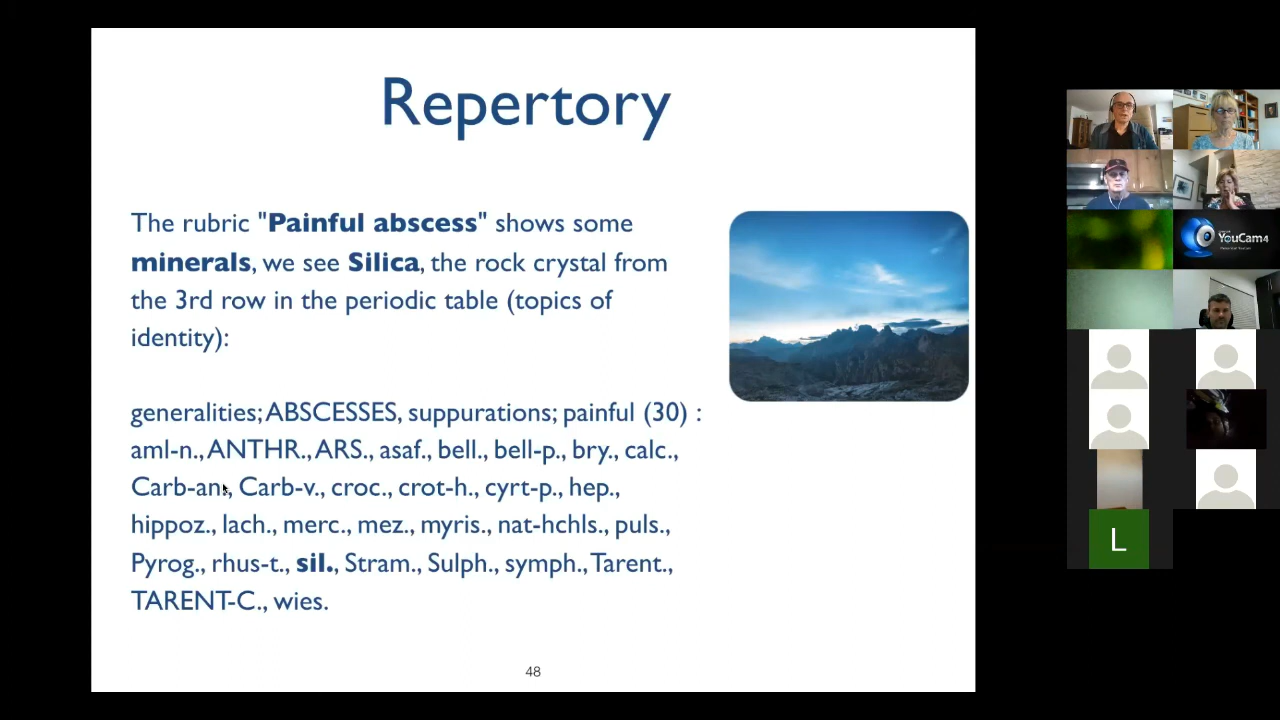 Repertory
The rubric "Painful abscess" shows some
minerals, we see Silica, the rock crystal from
the 3rd row in the periodic table (topics of
identity):
generalities; ABSCESSES, suppurations; painful (30) :
aml-n., ANTHR., ARS., asaf., bell., bell-p., bry., calc.,
Carb-an., Carb-v., croc., crot-h., cyrt-p., hep.,
hippoz., lach., merc., mez., myris., nat-hchls., puls.,
Pyrog., rhus-t., sil., Stram., Sulph., symph., Tarent.,
TARENT-C., wies.
48
YouCam4
L